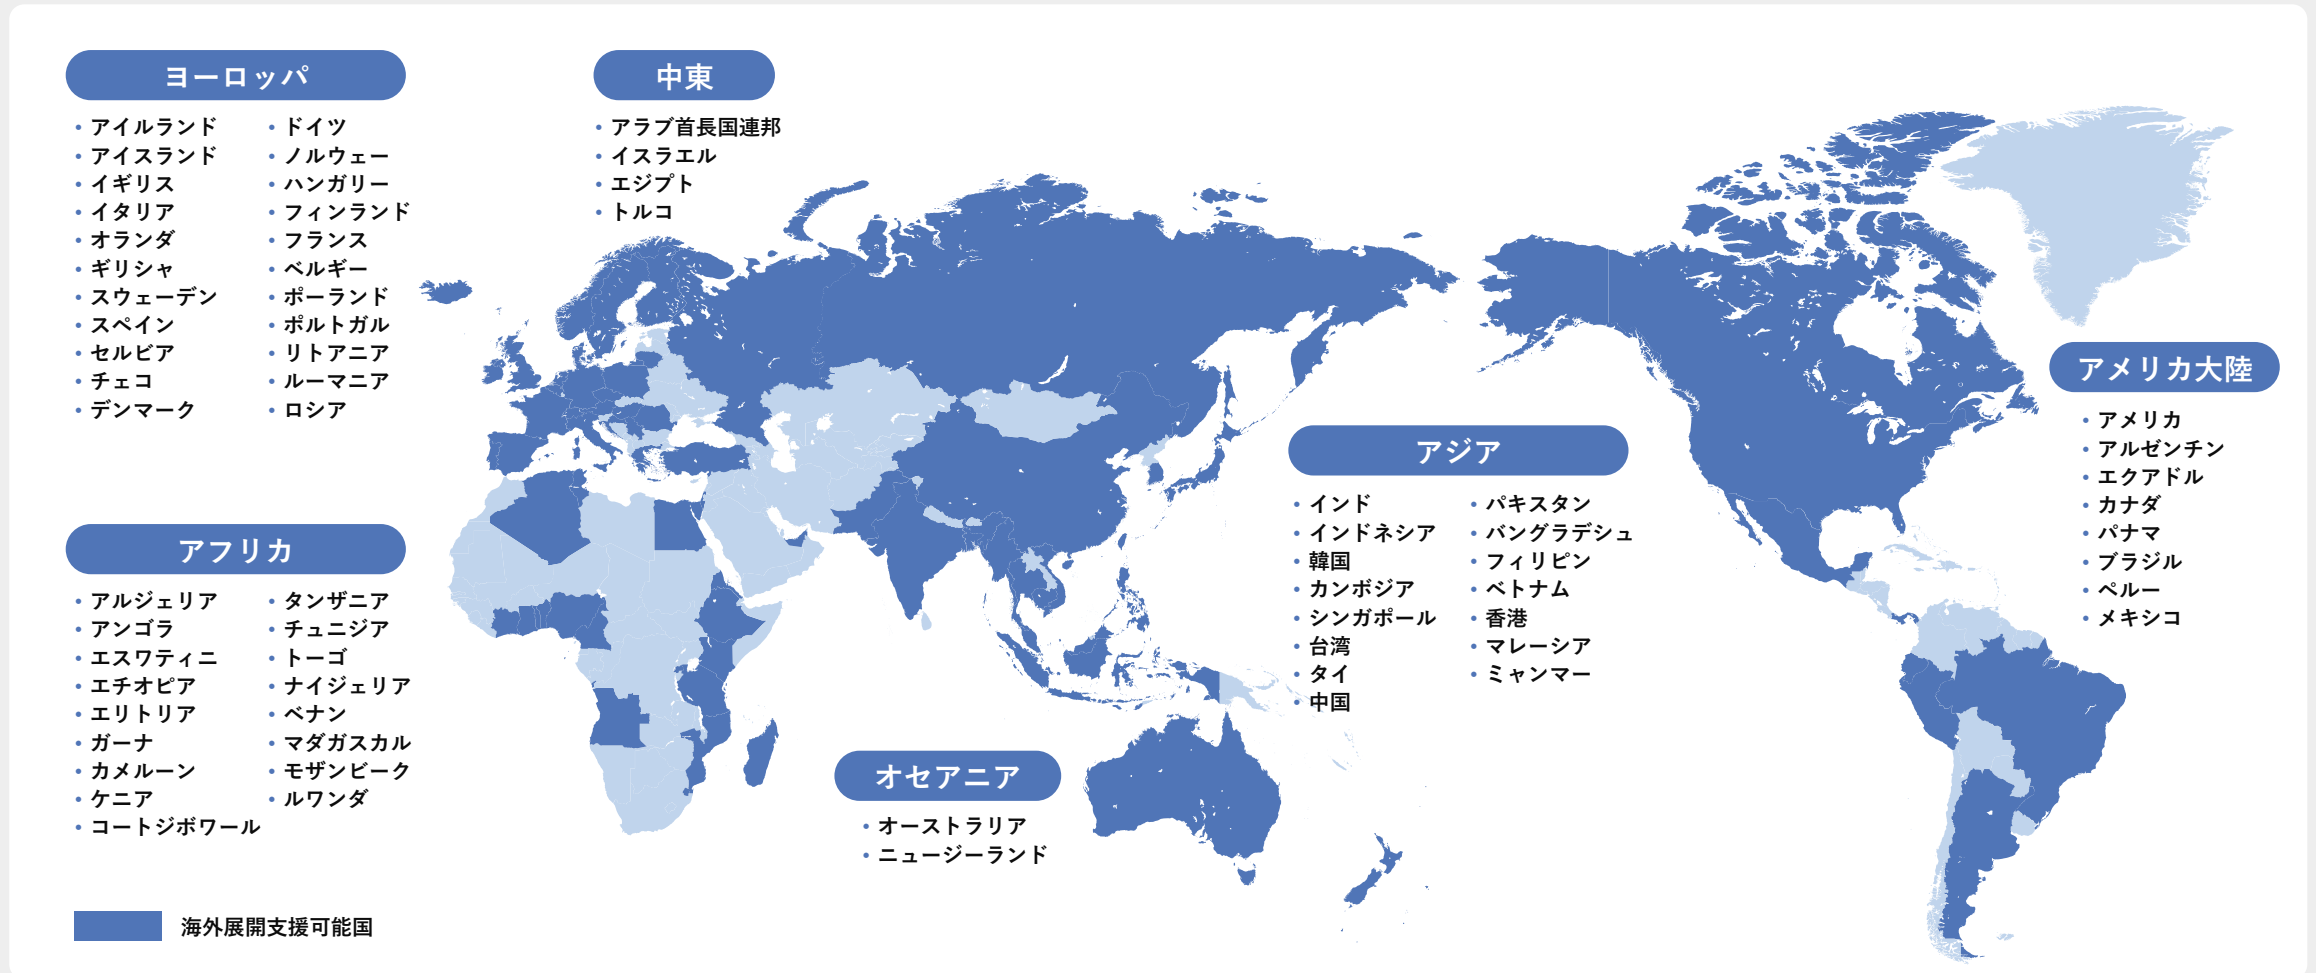 ヨーロッパ
アイルランド
アイスランド
イギリス
イタリア
オランダ
ギリシャ
スウェーデン
スペイン
セルビア
チェコ
デンマーク
ドイツ
ノルウェー
ハンガリー
フィンランド
フランス
ベルギー
ポーランド
ポルトガル
リトアニア
ルーマニア
ロシア
中東
アラブ首長国連邦
イスラエル
エジプト
トルコ
アフリカ
アルジェリア
アンゴラ
エスワティニ
エチオピア
エリトリア
ガーナ
カメルーン
ケニア
コートジボワール
タンザニア
チュニジア
トーゴ
ナイジェリア
ベナン
マダガスカル
モザンビーク
ルワンダ
オセアニア
オーストラリア
ニュージーランド
アジア
インド
インドネシア
韓国
カンボジア
シンガポール
台湾
タイ
中国
パキスタン
バングラデシュ
フィリピン
ベトナム
香港
マレーシア
ミャンマー
アメリカ大陸
アメリカ
アルゼンチン
エクアドル
カナダ
パナマ
ブラジル
ペルー
メキシコ
海外展開支援可能国